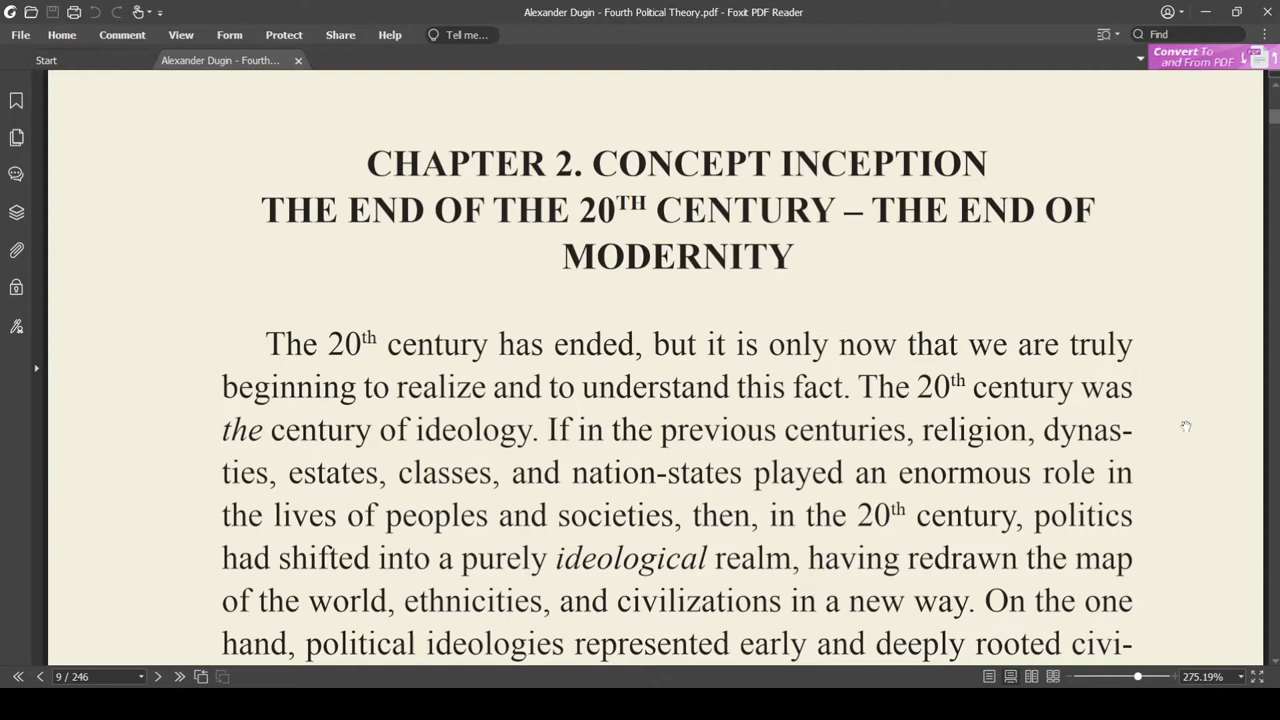 Alexander Dugin - Fourth Political Theory.pdf - Foxit PDF Reader
File Home Comment View Form Protect Share Help Tell me... Find
Start Alexander Dugin - Fourth... Convert To
and From PDF
CHAPTER 2. CONCEPT INCEPTION
THE END OF THE 20TH CENTURY – THE END OF
MODERNITY
The 20th century has ended, but it is only now that we are truly
beginning to realize and to understand this fact. The 20th century was
the century of ideology. If in the previous centuries, religion, dynas-
ties, estates, classes, and nation-states played an enormous role in
the lives of peoples and societies, then, in the 20th century, politics
had shifted into a purely ideological realm, having redrawn the map
of the world, ethnicities, and civilizations in a new way. On the one
hand, political ideologies represented early and deeply rooted civi-
9 / 246 275.19%